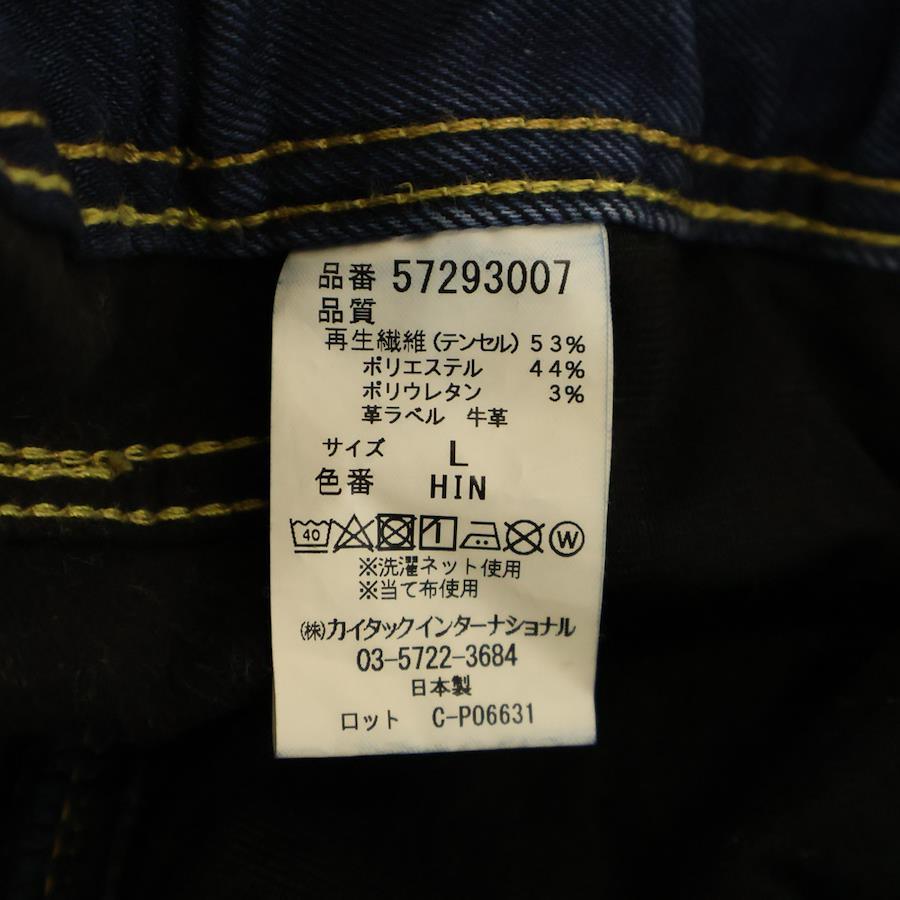 品番 57293007
品質
再生繊維(テンセル) 53%
ポリエステル 44%
ポリウレタン 3%
革ラベル 牛革
サイズ L
色番 HIN
40 W
※洗濯ネット使用
※当て布使用
(株)カイタックインターナショナル
03-5722-3684
日本製
ロット C-P06631